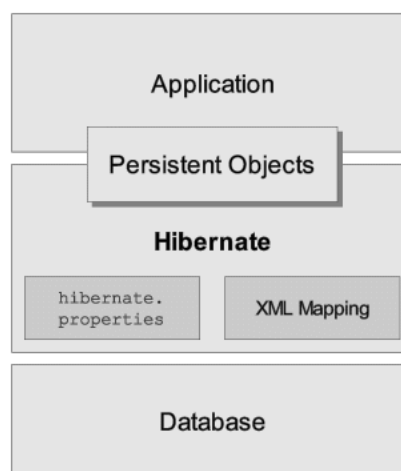 Application
Persistent Objects
Hibernate
hibernate.
properties
XML Mapping
Database